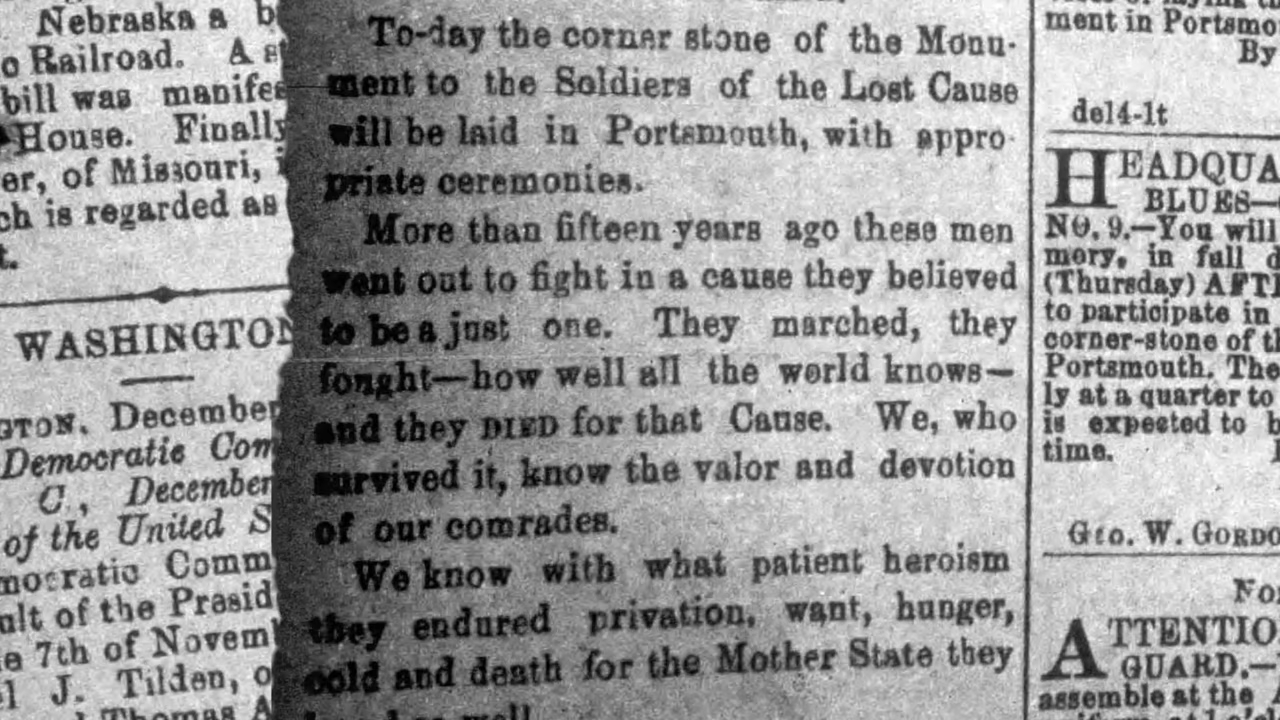 Nebraska a
o Railroad. A
bill was
House. Finally
er, of Missouri,
ch is regarded as
WASHINGTON
December
Democratic Com
C., December
of the United S
mocratic Comm
ult of the Presid
e 7th of Novem
J. Tilden, o
Thomas A
To-day the corner stone of the Monu-
ment to the Soldiers of the Lost Cause
will be laid in Portsmouth, with appro-
priate ceremonies.
More than fifteen years ago these men
went out to fight in a cause they believed
to be a just one. They marched, they
fonght—how well all the world knows—
and they DIED for that Cause. We, who
survived it, know the valor and devotion
of our comrades.
We know with what patient heroism
they endured privation, want, hunger,
cold and death for the Mother State they
well
ment in Portsmo
By
de14-1t
HEADQUA
BLUES—
NO. 9.—You will
mory, in full d
(Thursday) AFTE
to participate in
corner-stone of th
Portsmouth. The
ly at a quarter to
is expected to b
time.
Geo. W. GORDO
ATTENTIO
GUARD.—
assemble at the A